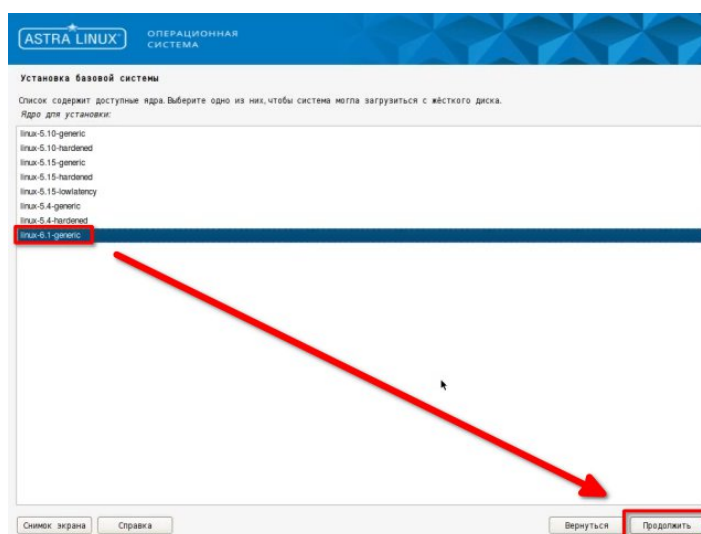 ASTRA LINUX®
ОПЕРАЦИОННАЯ
СИСТЕМА
Установка базовой системы
Список содержит доступные ядра. Выберите одно из них, чтобы система могла загрузиться с жёсткого диска.
Ядро для установки:
linux-5.10-generic
linux-5.10-hardened
linux-5.15-generic
linux-5.15-hardened
linux-5.15-lowlatency
linux-5.4-generic
linux-5.4-hardened
linux-6.1-generic
Снимок экрана
Справка
Вернуться
Продолжить